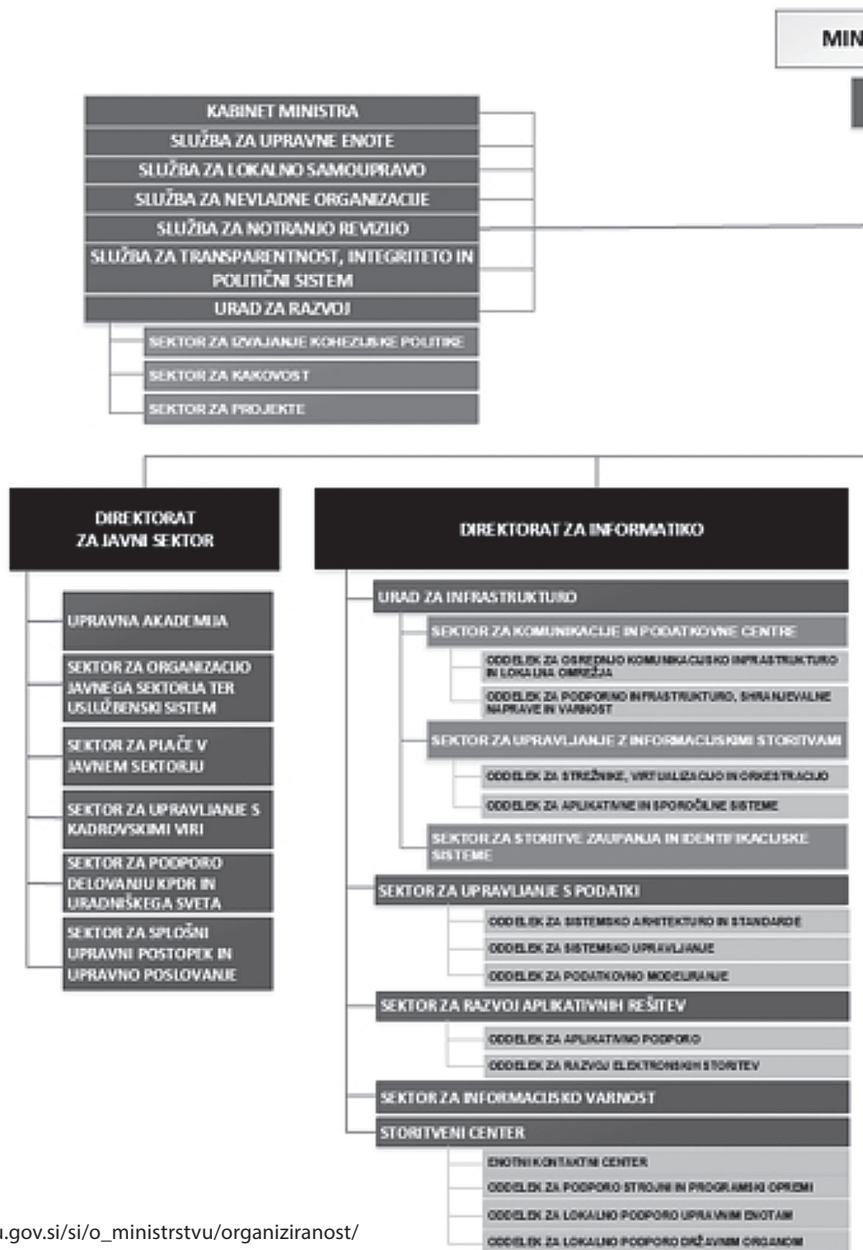 MIN
KABINET MINISTRA
SLUŽBA ZA UPRAVNE ENOTE
SLUŽBA ZA LOKALNO SAMOUPRAVO
SLUŽBA ZA NEVLADNE ORGANIZACIJE
SLUŽBA ZA NOTRANJO REVIZIJO
SLUŽBA ZA TRANSPARENTNOST, INTEGRITETO IN
POLITIČNI SISTEM
URAD ZA RAZVOJ
SEKTOR ZA IZVAJANJE KOHEZIJSKE POLITIKE
SEKTOR ZA KAKOVOST
SEKTOR ZA PROJEKTE
DIREKTORAT
ZA JAVNI SEKTOR
UPRAVNA AKADEMIJA
SEKTOR ZA ORGANIZACIJO
JAVNEGA SEKTORJA TER
USLUŽBENSKI SISTEM
SEKTOR ZA PLAČE V
JAVNEM SEKTORJU
SEKTOR ZA UPRAVLJANJE S
KADROVSKIMI VIRI
SEKTOR ZA PODPORO
DELOVANJU KPDR IN
URADNIŠKEGA SVETA
SEKTOR ZA SPLOŠNI
UPRAVNI POSTOPEK IN
UPRAVNO POSLOVANJE
DIREKTORAT ZA INFORMATIKO
URAD ZA INFRASTRUKTURO
SEKTOR ZA KOMUNIKACIJE IN PODATKOVNE CENTRE
ODDELEK ZA OSREDNJO KOMUNIKACIJSKO INFRASTRUKTURO
IN LOKALNA OMREŽJA
ODDELEK ZA PODPORNO INFRASTRUKTURO, SHRANJEVALNE
NAPRAVE IN VARNOST
SEKTOR ZA UPRAVLJANJE Z INFORMACIJSKIMI STORITVAMI
ODDELEK ZA STREŽNIKE, VIRTUALIZACIJO IN ORKESTRACIJO
ODDELEK ZA APLIKATIVNE IN SPOROČILNE SISTEME
SEKTOR ZA STORITVE ZAUPANJA IN IDENTIFIKACIJSKE
SISTEME
SEKTOR ZA UPRAVLJANJE S PODATKI
ODDELEK ZA SISTEMSKO ARHITEKTURO IN STANDARDE
ODDELEK ZA SISTEMSKO UPRAVLJANJE
ODDELEK ZA PODATKOVNO MODELIRANJE
SEKTOR ZA RAZVOJ APLIKATIVNIH REŠITEV
ODDELEK ZA APLIKATIVNO PODPORO
ODDELEK ZA RAZVOJ ELEKTRONSKIH STORITEV
SEKTOR ZA INFORMACIJSKO VARNOST
STORITVENI CENTER
ENOTNI KONTAKTNI CENTER
ODDELEK ZA PODPORO STROJNI IN PROGRAMSKI OPREMI
ODDELEK ZA LOKALNO PODPORO UPRAVNIM ENOTAM
ODDELEK ZA LOKALNO PODPORO DRŽAVNIM ORGANOM
u.gov.si/si/o_ministrstvu/organiziranost/